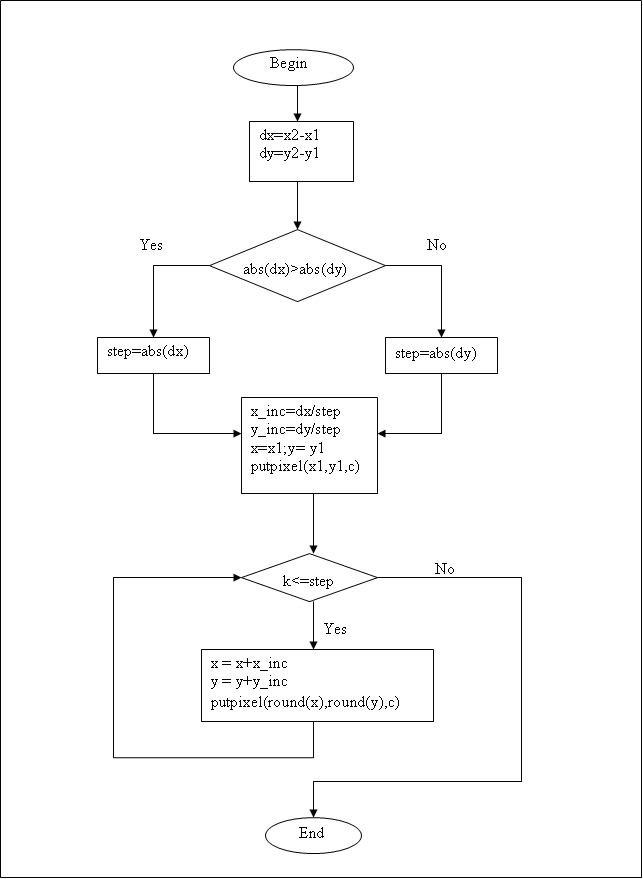 Begin
dx=x2-x1
dy=y2-y1
Yes
No
abs(dx)>abs(dy)
step=abs(dx)
step=abs(dy)
x_inc=dx/step
y_inc=dy/step
x=x1;y= y1
putpixel(x1,y1,c)
No
k<=step
Yes
x = x+x_inc
y = y+y_inc
putpixel(round(x),round(y),c)
End